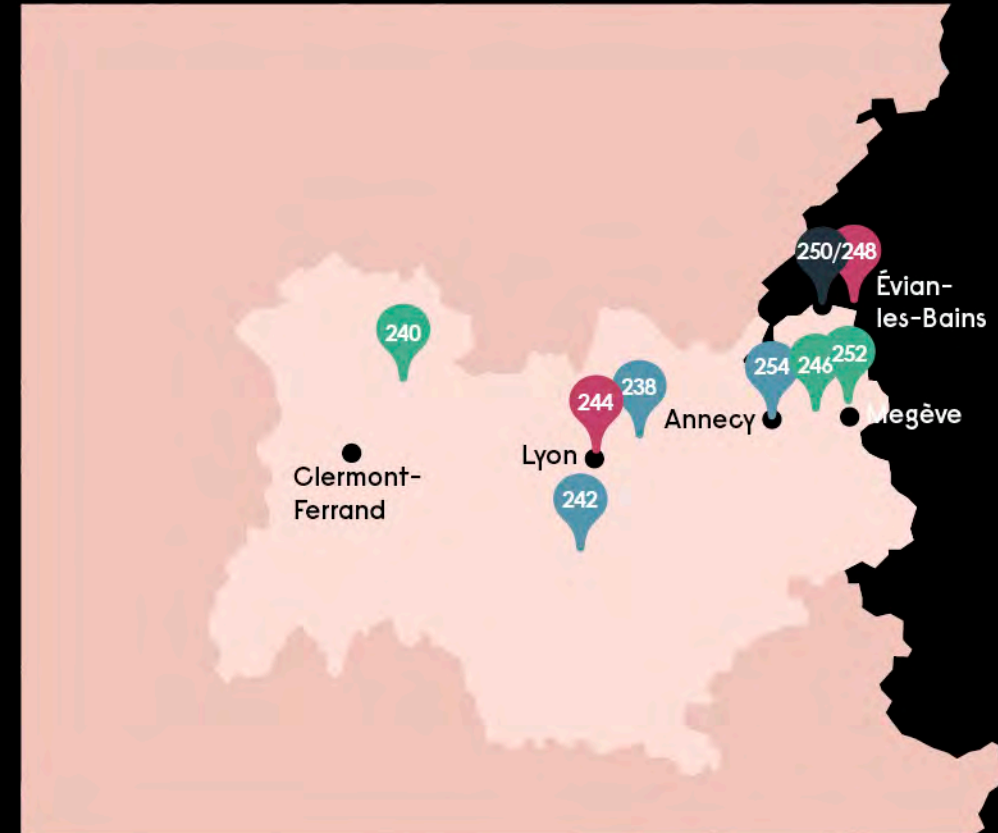 250/248
Évian-
les-Bains
240
254
246
252
238
244
Annecy
Megève
Lyon
Clermont-
Ferrand
242